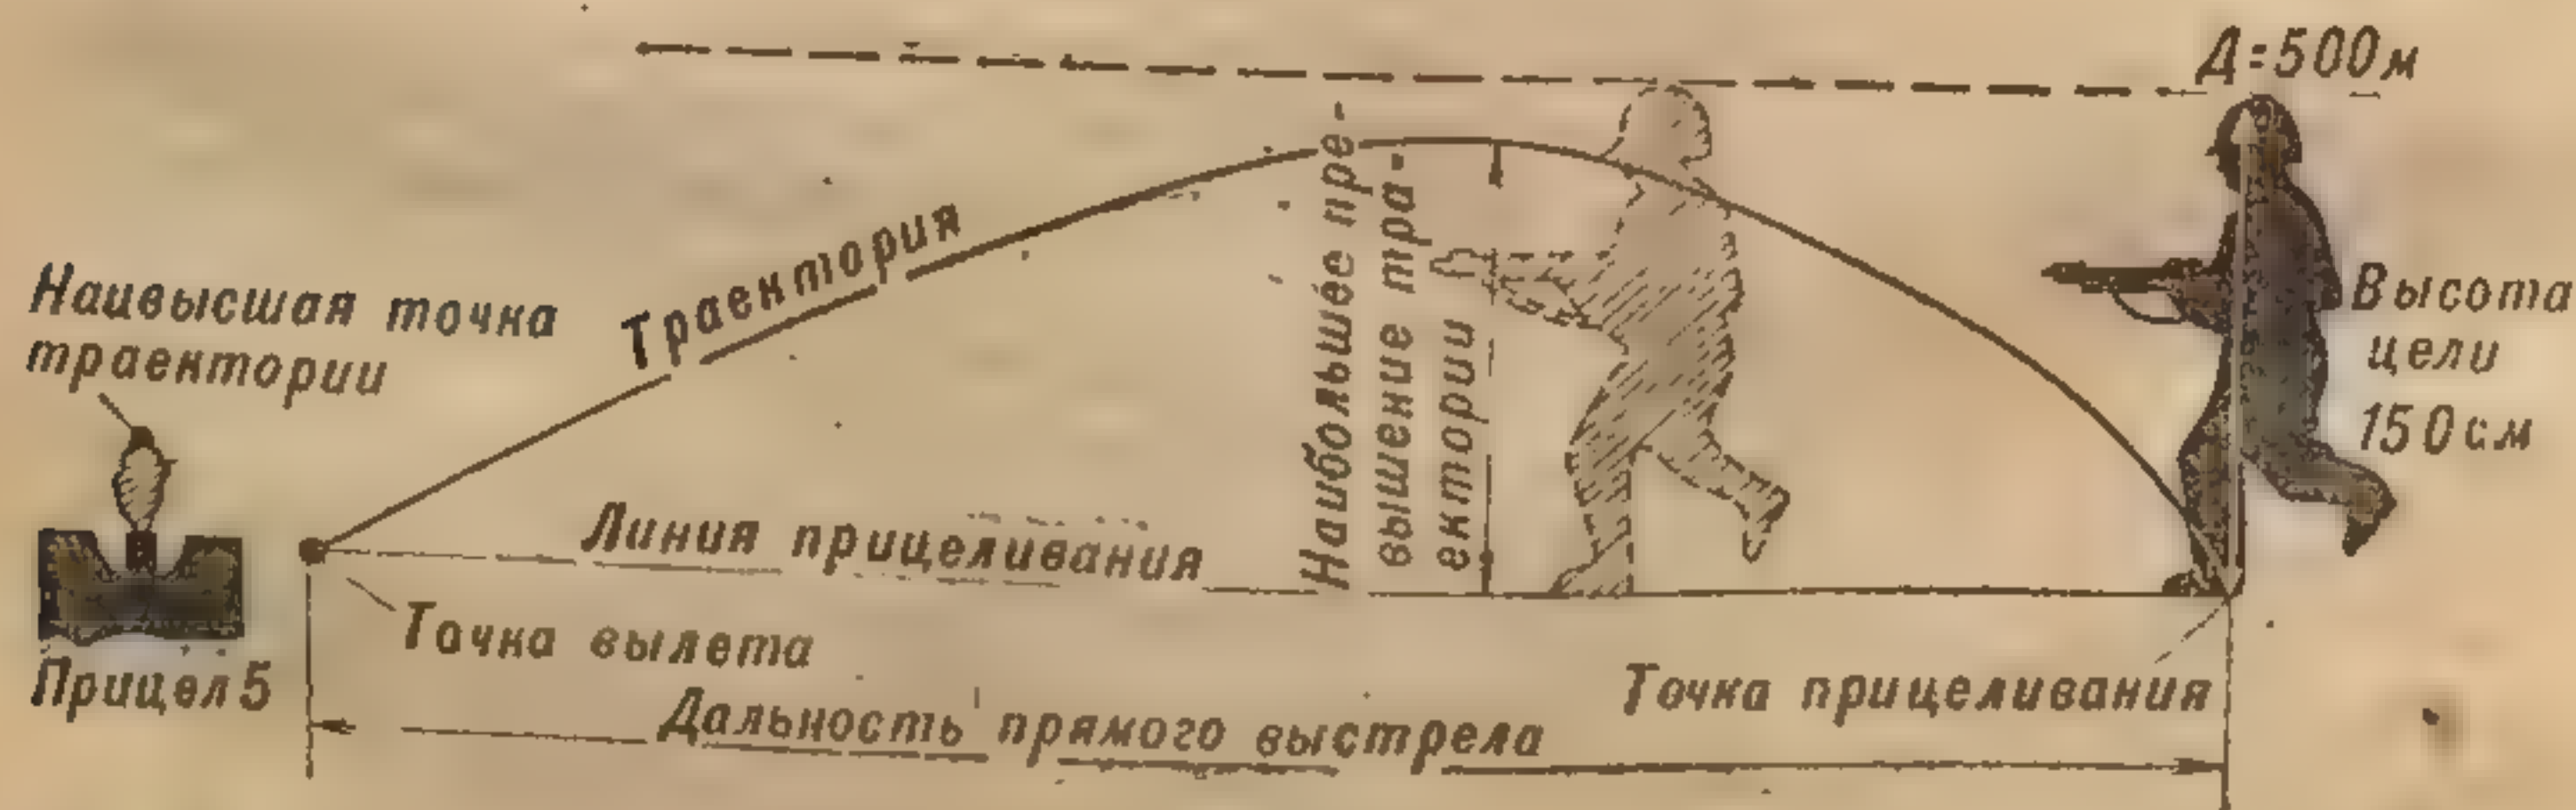 Д=500м
Наивысшая точка
траектории
Траектория
Наибольшее пре-
вышение тра-
ектории
Высота
цели
150см
Линия прицеливания
Точка вылета
Прицел 5
Точка прицеливания
Дальность прямого выстрела